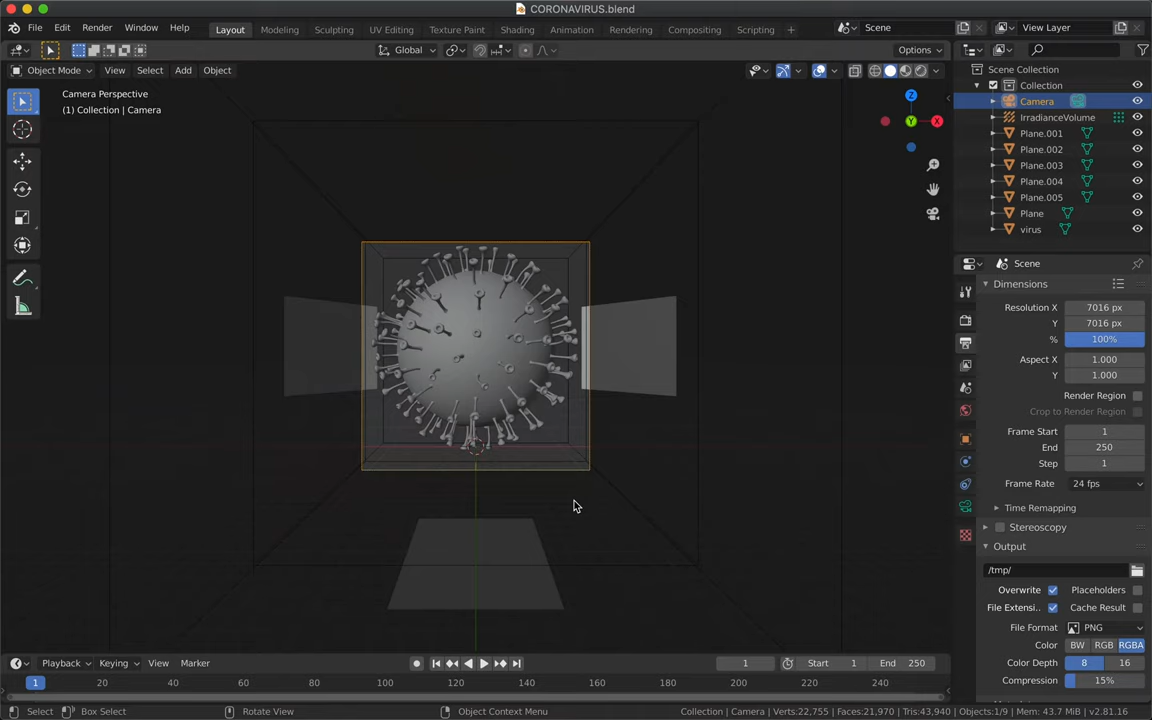 CORONAVIRUS.blend
File Edit Render Window Help Layout Modeling Sculpting UV Editing Texture Paint Shading Animation Rendering Compositing Scripting + Scene View Layer
Global Options
Object Mode View Select Add Object
Camera Perspective
(1) Collection | Camera
Z
Y
X
Scene Collection
Collection
Camera
IrradianceVolume
Plane.001
Plane.002
Plane.003
Plane.004
Plane.005
Plane
virus
Scene
Dimensions
Resolution X 7016 px
Y 7016 px
% 100%
Aspect X 1.000
Y 1.000
Render Region
Crop to Render Region
Frame Start 1
End 250
Step 1
Frame Rate 24 fps
Time Remapping
Stereoscopy
Output
/tmp/
Overwrite Placeholders
File Extensi.. Cache Result
File Format PNG
Color BW RGB RGBA
Color Depth 8 16
Compression 15%
Playback Keying View Marker 1 Start 1 End 250
1 20 40 60 80 100 120 140 160 180 200 220 240
Select Box Select Rotate View Object Context Menu Collection | Camera | Verts:22,755 | Faces:21,970 | Tris:43,940 | Objects:1/9 | Mem: 43.7 MiB | v2.81.16